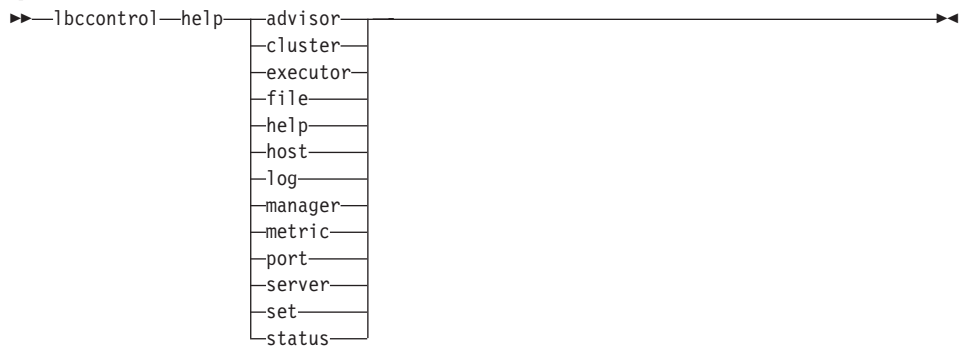 lbccontrol help advisor
cluster
executor
file
help
host
log
manager
metric
port
server
set
status